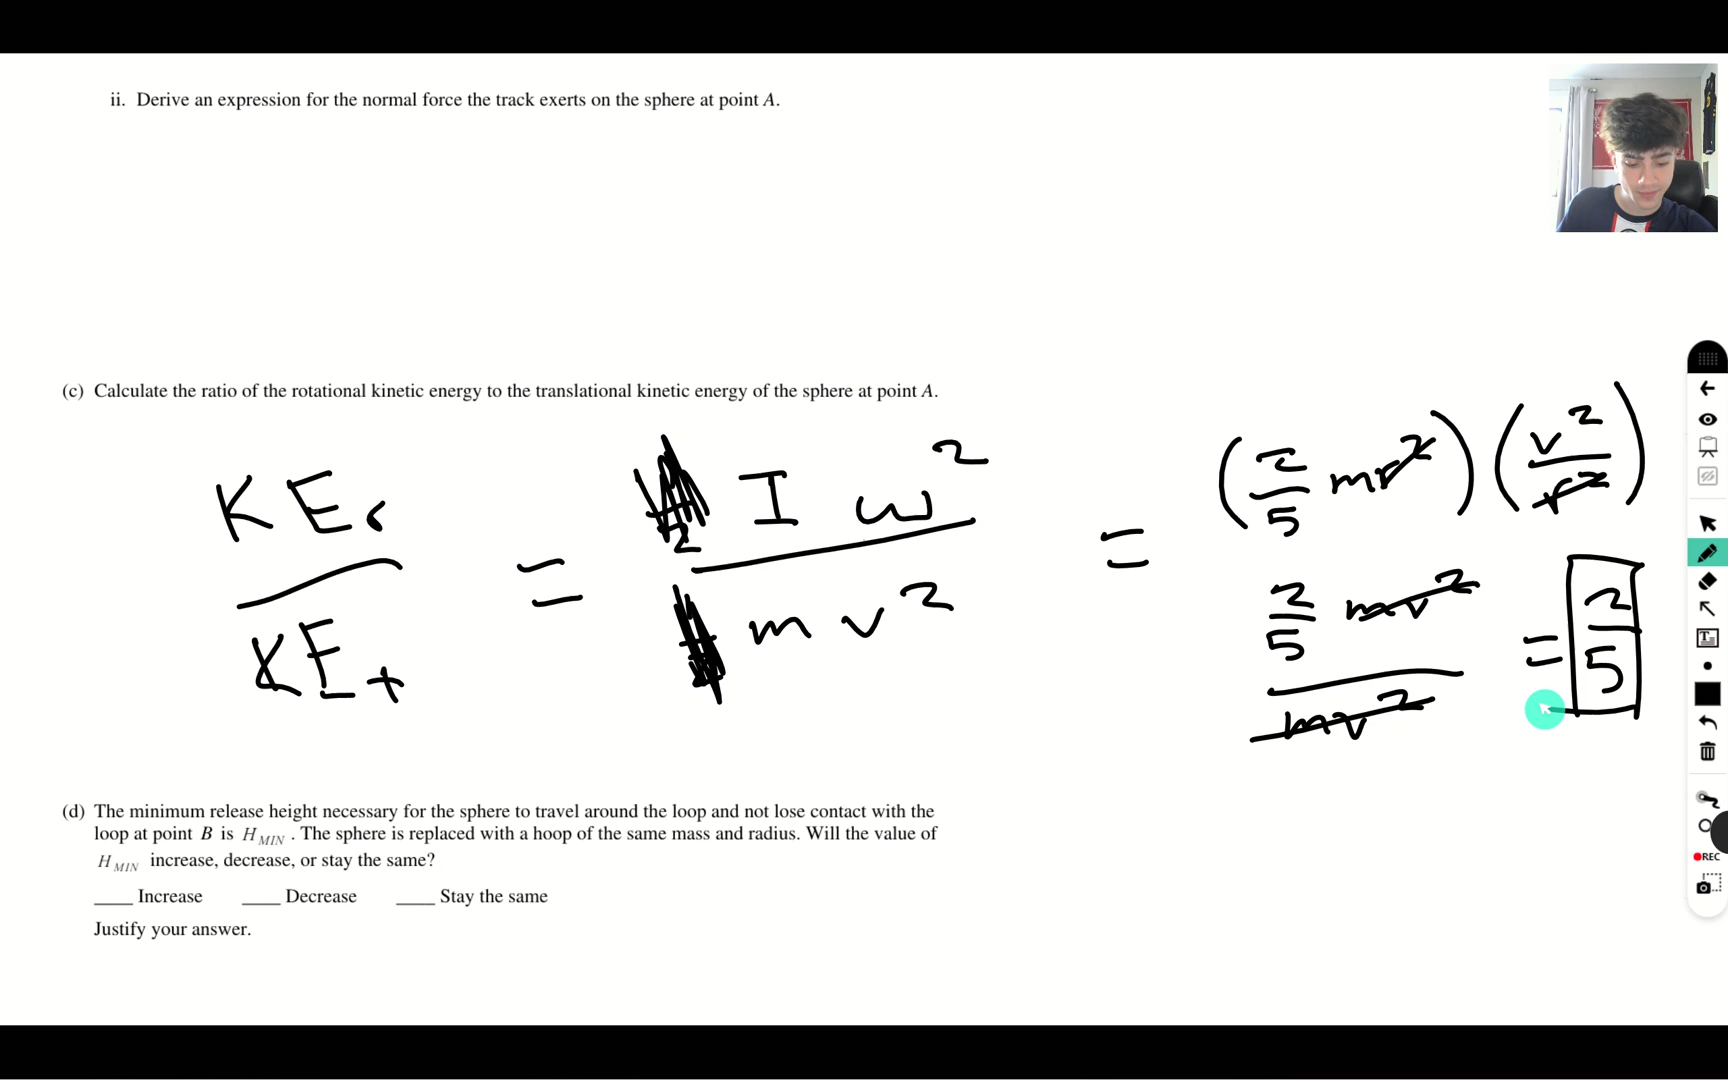 ii. Derive an expression for the normal force the track exerts on the sphere at point A.
(c) Calculate the ratio of the rotational kinetic energy to the translational kinetic energy of the sphere at point A.
KEr / KEt = I ω² / m v² = (2/5 mr²) (v²/r²)
2/5 mv² / mv² = 2/5
(d) The minimum release height necessary for the sphere to travel around the loop and not lose contact with the
loop at point B is H MIN . The sphere is replaced with a hoop of the same mass and radius. Will the value of
H MIN increase, decrease, or stay the same?
____ Increase ____ Decrease ____ Stay the same
Justify your answer.
REC